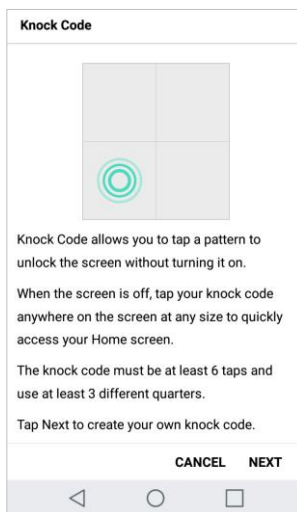 Knock Code
Knock Code allows you to tap a pattern to
unlock the screen without turning it on.
When the screen is off, tap your knock code
anywhere on the screen at any size to quickly
access your Home screen.
The knock code must be at least 6 taps and
use at least 3 different quarters.
Tap Next to create your own knock code.
CANCEL NEXT